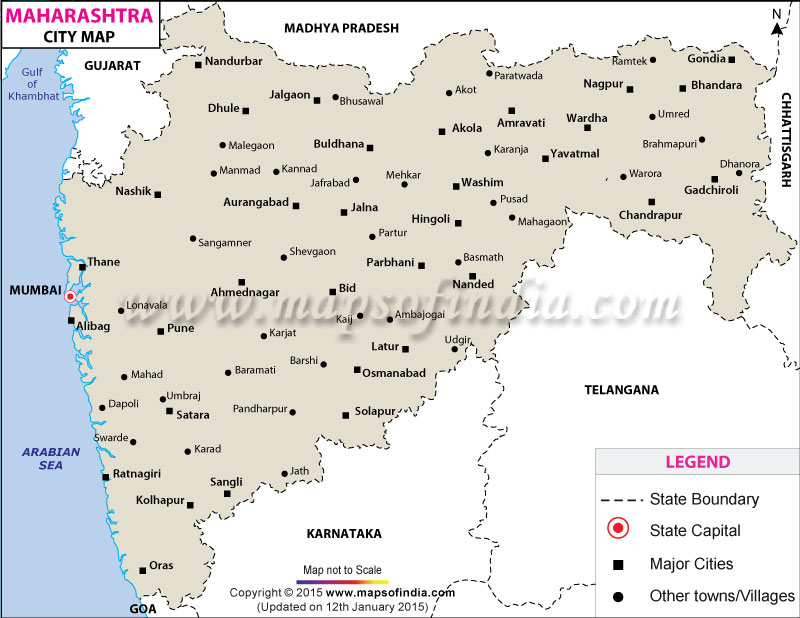 MAHARASHTRA
CITY MAP
MADHYA PRADESH
N
GUJARAT
Gulf
of
Khambhat
CHHATTISGARH
Nandurbar
Paratwada
Ramtek
Gondia
Dhule
Jalgaon
Bhusawal
Akot
Nagpur
Bhandara
Akola
Amravati
Wardha
Umred
Malegaon
Buldhana
Karanja
Yavatmal
Brahmapuri
Dhanora
Manmad
Kannad
Jafrabad
Mehkar
Washim
Warora
Gadchiroli
Nashik
Aurangabad
Jalna
Hingoli
Pusad
Mahagaon
Chandrapur
Sangamner
Shevgaon
Partur
Parbhani
Basmath
Nanded
Thane
MUMBAI
Ahmednagar
Bid
www.mapsofindia.com
Lonavala
Alibag
Pune
Karjat
Kaij
Ambajogai
Latur
Udgir
Mahad
Baramati
Barshi
Osmanabad
TELANGANA
Dapoli
Umbraj
Satara
Pandharpur
Solapur
ARABIAN
SEA
Swarde
Karad
Ratnagiri
Sangli
Jath
Kolhapur
KARNATAKA
Oras
GOA
LEGEND
State Boundary
State Capital
Major Cities
Other towns/Villages
Map not to Scale
Copyright © 2015 www.mapsofindia.com
(Updated on 12th January 2015)